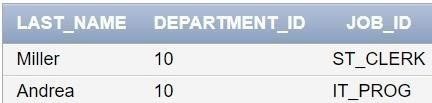 LAST_NAME DEPARTMENT_ID JOB_ID
Miller 10 ST_CLERK
Andrea 10 IT_PROG